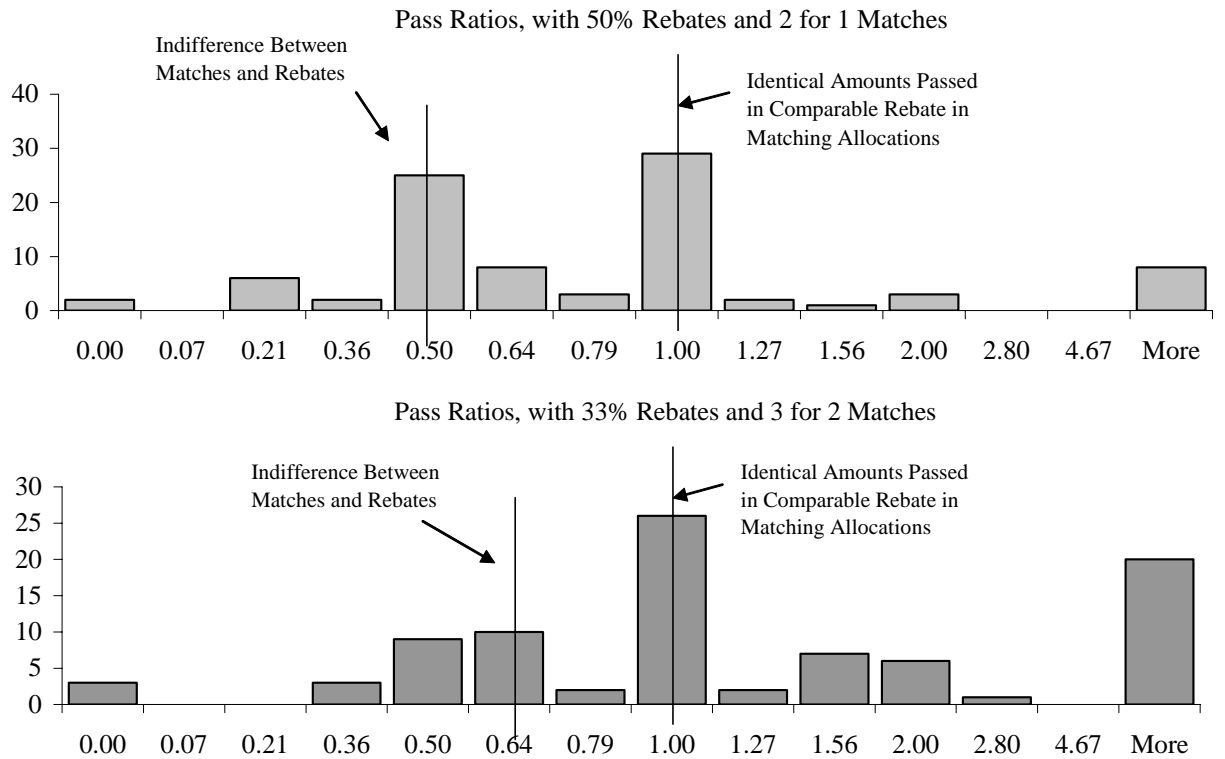 Pass Ratios, with 50% Rebates and 2 for 1 Matches
Indifference Between
Matches and Rebates
Identical Amounts Passed
in Comparable Rebate in
Matching Allocations
40
30
20
10
0
0.00 0.07 0.21 0.36 0.50 0.64 0.79 1.00 1.27 1.56 2.00 2.80 4.67 More
Pass Ratios, with 33% Rebates and 3 for 2 Matches
Indifference Between
Matches and Rebates
Identical Amounts Passed
in Comparable Rebate in
Matching Allocations
30
25
20
15
10
5
0
0.00 0.07 0.21 0.36 0.50 0.64 0.79 1.00 1.27 1.56 2.00 2.80 4.67 More